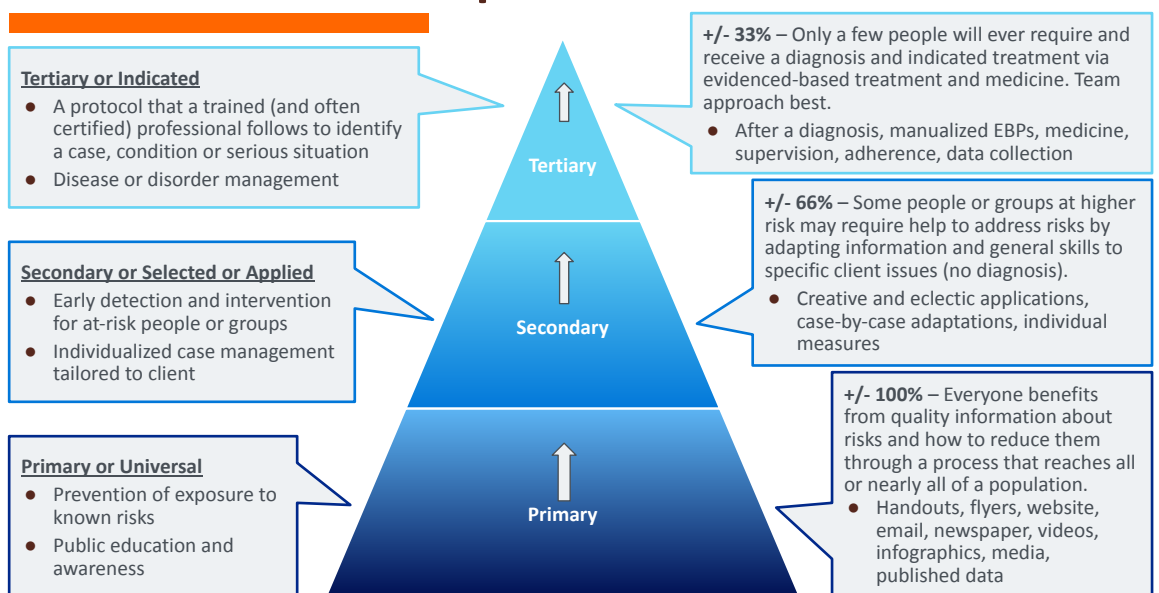 Tertiary or Indicated
● A protocol that a trained (and often
certified) professional follows to identify
a case, condition or serious situation
● Disease or disorder management
Secondary or Selected or Applied
● Early detection and intervention
for at-risk people or groups
● Individualized case management
tailored to client
Primary or Universal
● Prevention of exposure to
known risks
● Public education and
awareness
Tertiary
Secondary
Primary
+/- 33% – Only a few people will ever require and
receive a diagnosis and indicated treatment via
evidenced-based treatment and medicine. Team
approach best.
● After a diagnosis, manualized EBPs, medicine,
supervision, adherence, data collection
+/- 66% – Some people or groups at higher
risk may require help to address risks by
adapting information and general skills to
specific client issues (no diagnosis).
● Creative and eclectic applications,
case-by-case adaptations, individual
measures
+/- 100% – Everyone benefits
from quality information about
risks and how to reduce them
through a process that reaches all
or nearly all of a population.
● Handouts, flyers, website,
email, newspaper, videos,
infographics, media,
published data